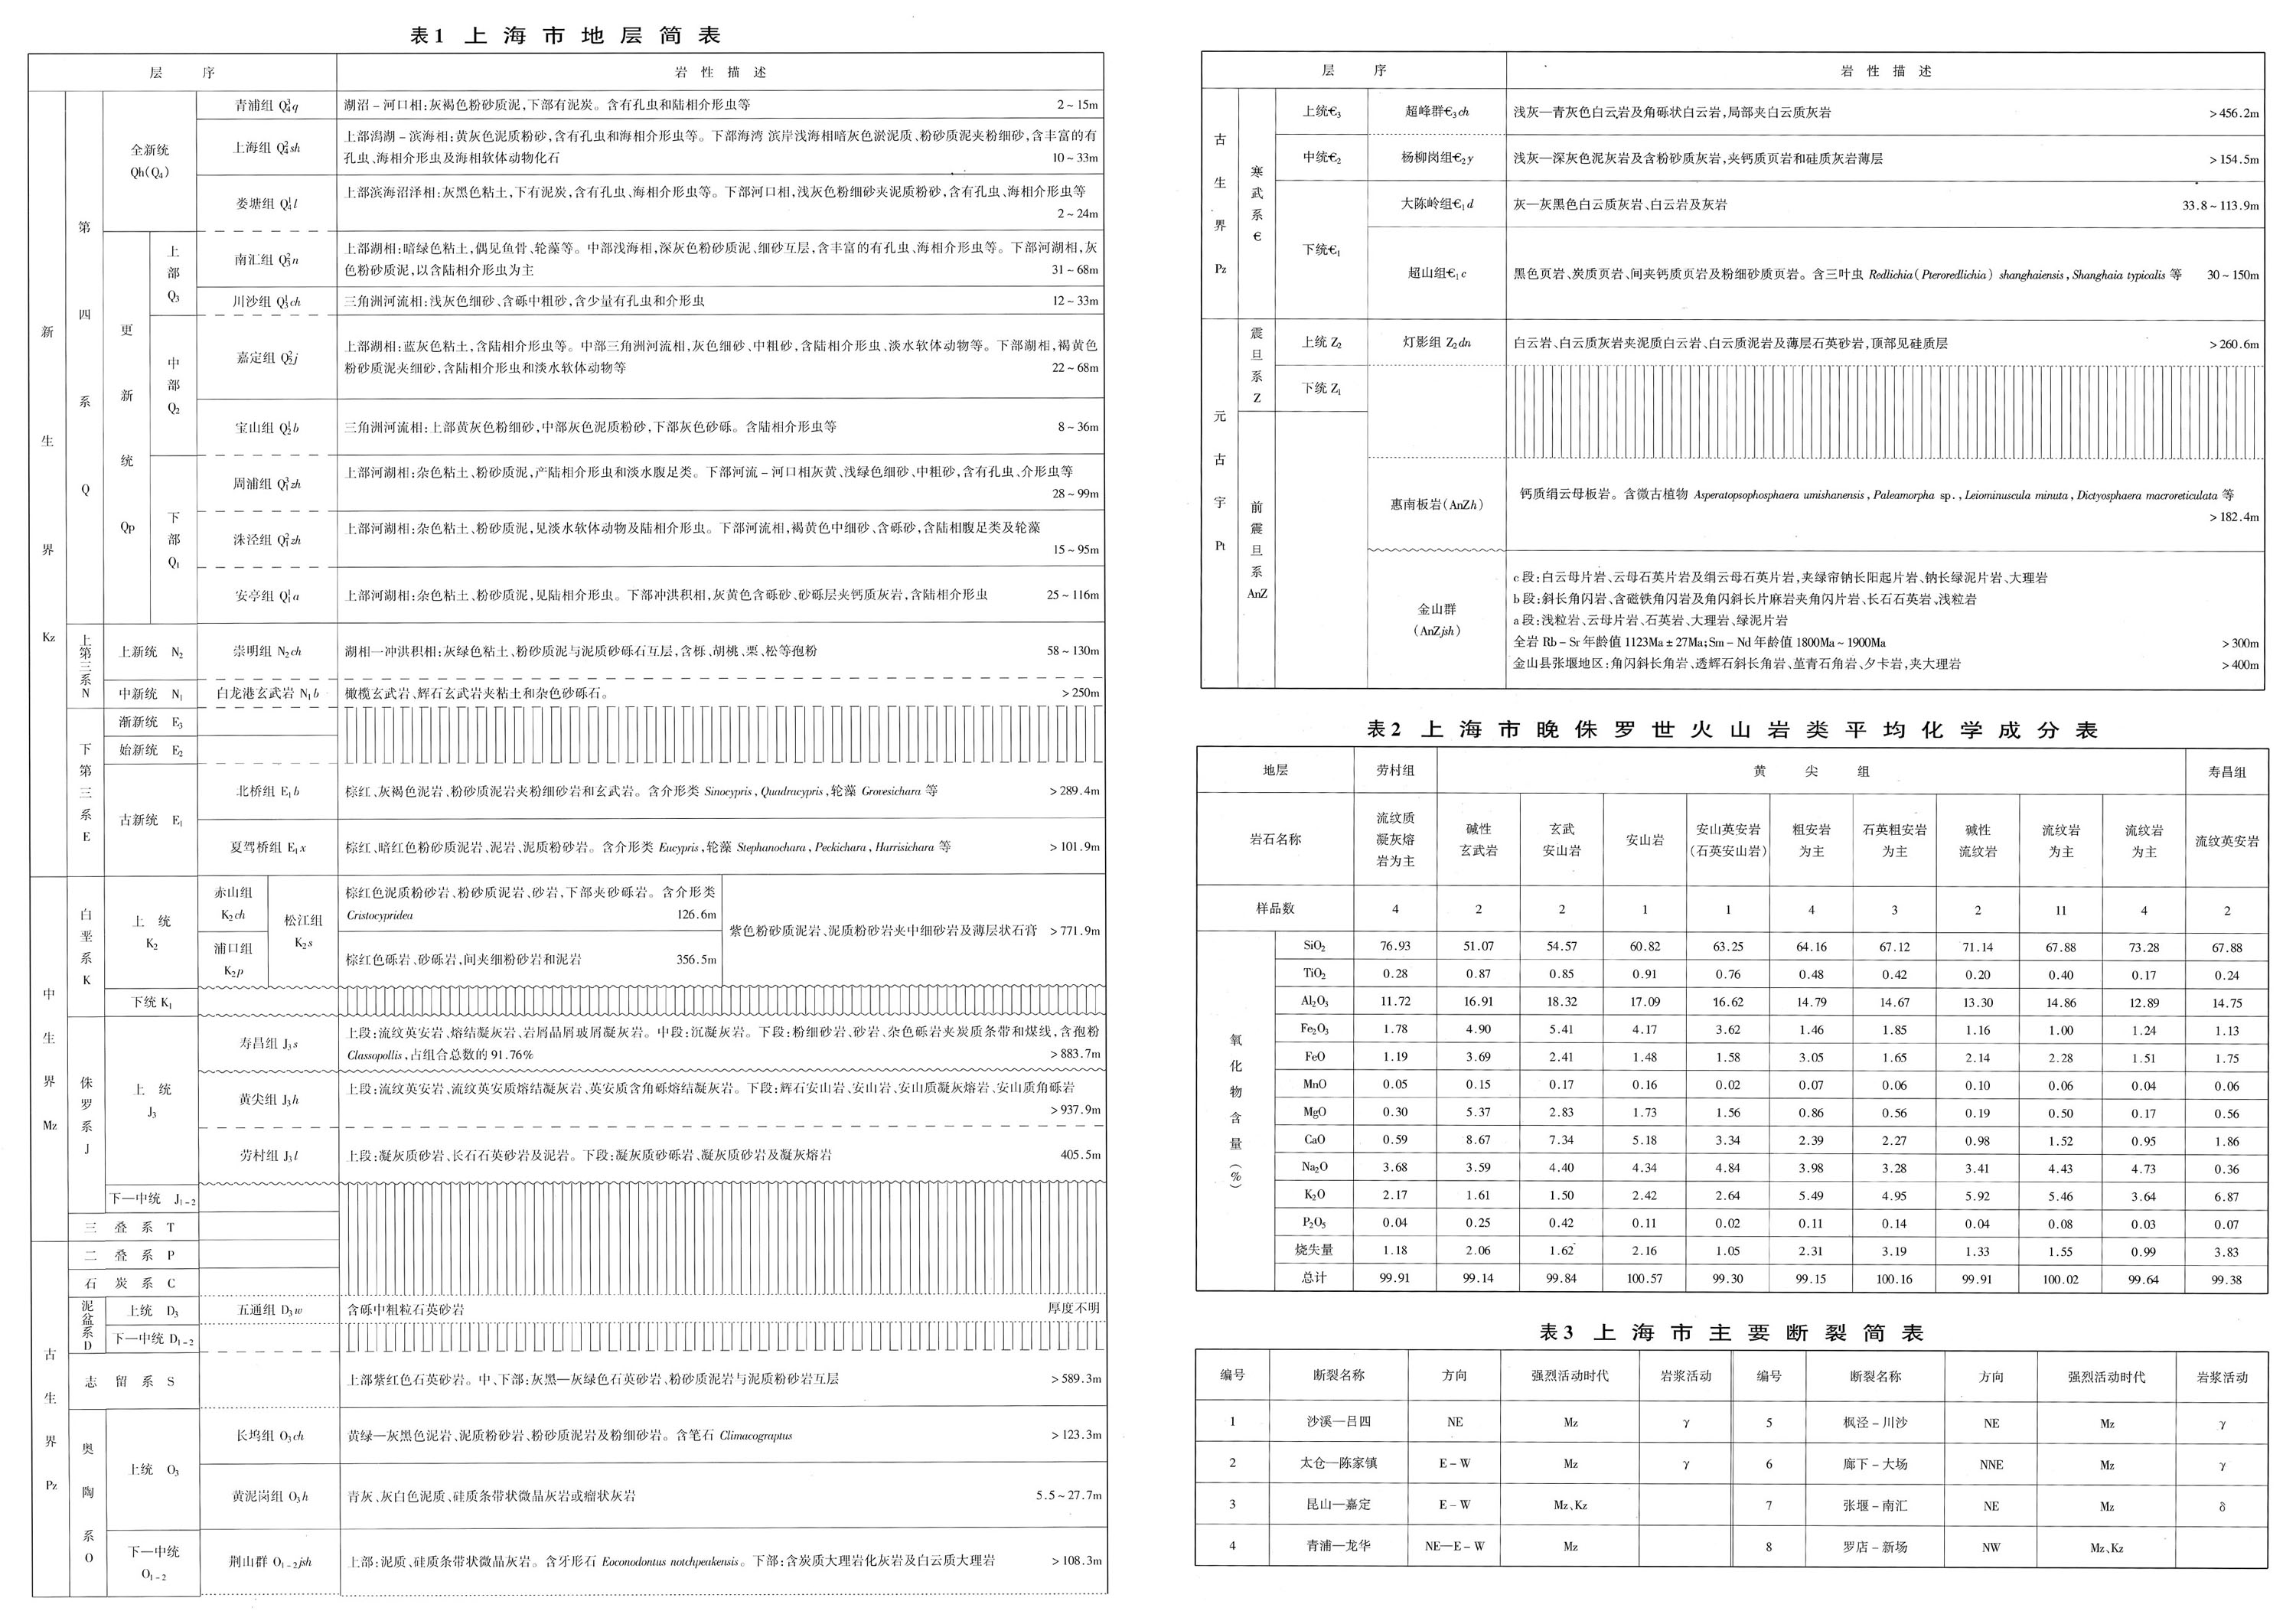 表1 上海市地层简表
层 序 岩性描述
新生界 Kz
第四系 Q
全新统 Qh(Q₄)
青浦组 Q₄³q 湖沼－河口相:灰褐色粉砂质泥,下部有泥炭。含有孔虫和陆相介形虫等 2~15m
上海组 Q₄²sh 上部潟湖－滨海相:黄灰色泥质粉砂,含有孔虫和海相介形虫等。下部海湾 滨岸浅海相暗灰色淤泥质、粉砂质泥夹粉细砂,含丰富的有
孔虫、海相介形虫及海相软体动物化石 10~33m
娄塘组 Q₄¹l 上部滨海沼泽相:灰黑色粘土,下有泥炭,含有孔虫、海相介形虫等。下部河口相,浅灰色粉细砂夹泥质粉砂,含有孔虫、海相介形虫等
2~24m
更新统 Qp
上部 Q₃
南汇组 Q₃²n 上部湖相:暗绿色粘土,偶见鱼骨、轮藻等。中部浅海相,深灰色粉砂质泥、细砂互层,含丰富的有孔虫、海相介形虫等。下部河湖相,灰
色粉砂质泥,以含陆相介形虫为主 31~68m
川沙组 Q₃¹ch 三角洲河流相:浅灰色细砂、含砾中粗砂,含少量有孔虫和介形虫 12~33m
中部 Q₂
嘉定组 Q₂²j 上部湖相:蓝灰色粘土,含陆相介形虫等。中部三角洲河流相,灰色细砂、中粗砂,含陆相介形虫、淡水软体动物等。下部湖相,褐黄色
粉砂质泥夹细砂,含陆相介形虫和淡水软体动物等 22~68m
宝山组 Q₂¹b 三角洲河流相:上部黄灰色粉细砂,中部灰色泥质粉砂,下部灰色砂砾。含陆相介形虫等 8~36m
下部 Q₁
周浦组 Q₁³zh 上部河湖相:杂色粘土、粉砂质泥,产陆相介形虫和淡水腹足类。下部河流－河口相灰黄、浅绿色细砂、中粗砂,含有孔虫、介形虫等
28~99m
洙泾组 Q₁²zh 上部河湖相:杂色粘土、粉砂质泥,见淡水软体动物及陆相介形虫。下部河流相,褐黄色中细砂、含砾砂,含陆相腹足类及轮藻
15~95m
安亭组 Q₁¹a 上部河湖相:杂色粘土、粉砂质泥,见陆相介形虫。下部冲洪积相,灰黄色含砾砂、砂砾层夹钙质灰岩,含陆相介形虫 25~116m
上第三系 N
上新统 N₂ 崇明组 N₂ch 湖相—冲洪积相:灰绿色粘土、粉砂质泥与泥质砂砾石互层,含栎、胡桃、栗、松等孢粉 58~130m
中新统 N₁ 白龙港玄武岩 N₁b 橄榄玄武岩、辉石玄武岩夹粘土和杂色砂砾石。 >250m
下第三系 E
渐新统 E₃
始新统 E₂
古新统 E₁
北桥组 E₁b 棕红、灰褐色泥岩、粉砂质泥岩夹粉细砂岩和玄武岩。含介形类 Sinocypris, Quadracypris,轮藻 Grovesichara 等 >289.4m
夏驾桥组 E₁x 棕红、暗红色粉砂质泥岩、泥岩、泥质粉砂岩。含介形类 Eucypris,轮藻 Stephanochara, Peckichara, Harrisichara 等 >101.9m
中生界 Mz
白垩系 K
上统 K₂
赤山组 K₂ch 棕红色泥质粉砂岩、粉砂质泥岩、砂岩,下部夹砂砾岩。含介形类
Cristocypridea 126.6m
浦口组 K₂p 棕红色砾岩、砂砾岩,间夹细粉砂岩和泥岩 356.5m
松江组 K₂s 紫色粉砂质泥岩、泥质粉砂岩夹中细砂岩及薄层状石膏 >771.9m
下统 K₁
侏罗系 J
上统 J₃
寿昌组 J₃s 上段:流纹英安岩、熔结凝灰岩、岩屑晶屑玻屑凝灰岩。中段:沉凝灰岩。下段:粉细砂岩、砂岩、杂色砾岩夹炭质条带和煤线,含孢粉
Classopollis,占组合总数的91.76% >883.7m
黄尖组 J₃h 上段:流纹英安岩、流纹英安质熔结凝灰岩、英安质含角砾熔结凝灰岩。下段:辉石安山岩、安山岩、安山质凝灰熔岩、安山质角砾岩
>937.9m
劳村组 J₃l 上段:凝灰质砂岩、长石石英砂岩及泥岩。下段:凝灰质砂砾岩、凝灰质砂岩及凝灰熔岩 405.5m
下—中统 J₁₋₂
三叠系 T
古生界 Pz
二叠系 P
石炭系 C
泥盆系 D
上统 D₃ 五通组 D₃w 含砾中粗粒石英砂岩 厚度不明
下—中统 D₁₋₂
志留系 S 上部紫红色石英砂岩。中、下部:灰黑—灰绿色石英砂岩、粉砂质泥岩与泥质粉砂岩互层 >589.3m
奥陶系 O
上统 O₃
长坞组 O₃ch 黄绿—灰黑色泥岩、泥质粉砂岩、粉砂质泥岩及粉细砂岩。含笔石 Climacograptus >123.3m
黄泥岗组 O₃h 青灰、灰白色泥质、硅质条带状微晶灰岩或瘤状灰岩 5.5~27.7m
下—中统 O₁₋₂
荆山群 O₁₋₂jsh 上部:泥质、硅质条带状微晶灰岩。含牙形石 Eoconodontus notchpeakensis。下部:含炭质大理岩化灰岩及白云质大理岩 >108.3m
层 序 岩性描述
古生界 Pz
寒武系 Є
上统Є₃ 超峰群Є₃ch 浅灰—青灰色白云岩及角砾状白云岩,局部夹白云质灰岩 >456.2m
中统Є₂ 杨柳岗组Є₂y 浅灰—深灰色泥灰岩及含粉砂质灰岩,夹钙质页岩和硅质灰岩薄层 >154.5m
下统Є₁
大陈岭组Є₁d 灰—灰黑色白云质灰岩、白云岩及灰岩 33.8~113.9m
超山组Є₁c 黑色页岩、炭质页岩、间夹钙质页岩及粉细砂质页岩。含三叶虫 Redlichia(Pteroredlichia) shanghaiensis, Shanghaia typicalis 等 30~150m
元古宇 Pt
震旦系 Z
上统 Z₂ 灯影组 Z₂dn 白云岩、白云质灰岩夹泥质白云岩、白云质泥岩及薄层石英砂岩,顶部见硅质层 >260.6m
下统 Z₁
前震旦系 AnZ
惠南板岩(AnZh) 钙质绢云母板岩。含微古植物 Asperatopsophosphaera umishanensis, Paleamorpha sp., Leiominuscula minuta, Dictyosphaera macroreticulata 等
>182.4m
金山群
(AnZjsh)
c段:白云母片岩、云母石英片岩及绢云母石英片岩,夹绿帘钠长阳起片岩、钠长绿泥片岩、大理岩
b段:斜长角闪岩、含磁铁角闪岩及角闪斜长片麻岩夹角闪片岩、长石石英岩、浅粒岩
a段:浅粒岩、云母片岩、石英岩、大理岩、绿泥片岩
全岩Rb－Sr年龄值1123Ma±27Ma;Sm－Nd年龄值1800Ma~1900Ma >300m
金山县张堰地区:角闪斜长角岩、透辉石斜长角岩、堇青石角岩、夕卡岩,夹大理岩 >400m
表2 上海市晚侏罗世火山岩类平均化学成分表
地层 劳村组 黄尖组 寿昌组
岩石名称 流纹质凝灰熔岩为主 碱性玄武岩 玄武安山岩 安山岩 安山英安岩(石英安山岩) 粗安岩为主 石英粗安岩为主 碱性流纹岩 流纹岩为主 流纹岩为主 流纹英安岩
样品数 4 2 2 1 1 4 3 2 11 4 2
氧化物含量(%)
SiO₂ 76.93 51.07 54.57 60.82 63.25 64.16 67.12 71.14 67.88 73.28 67.88
TiO₂ 0.28 0.87 0.85 0.91 0.76 0.48 0.42 0.20 0.40 0.17 0.24
Al₂O₃ 11.72 16.91 18.32 17.09 16.62 14.79 14.67 13.30 14.86 12.89 14.75
Fe₂O₃ 1.78 4.90 5.41 4.17 3.62 1.46 1.85 1.16 1.00 1.24 1.13
FeO 1.19 3.69 2.41 1.48 1.58 3.05 1.65 2.14 2.28 1.51 1.75
MnO 0.05 0.15 0.17 0.16 0.02 0.07 0.06 0.10 0.06 0.04 0.06
MgO 0.30 5.37 2.83 1.73 1.56 0.86 0.56 0.19 0.50 0.17 0.56
CaO 0.59 8.67 7.34 5.18 3.34 2.39 2.27 0.98 1.52 0.95 1.86
Na₂O 3.68 3.59 4.40 4.34 4.84 3.98 3.28 3.41 4.43 4.73 0.36
K₂O 2.17 1.61 1.50 2.42 2.64 5.49 4.95 5.92 5.46 3.64 6.87
P₂O₅ 0.04 0.25 0.42 0.11 0.02 0.11 0.14 0.04 0.08 0.03 0.07
烧失量 1.18 2.06 1.62 2.16 1.05 2.31 3.19 1.33 1.55 0.99 3.83
总计 99.91 99.14 99.84 100.57 99.30 99.15 100.16 99.91 100.02 99.64 99.38
表3 上海市主要断裂简表
编号 断裂名称 方向 强烈活动时代 岩浆活动 编号 断裂名称 方向 强烈活动时代 岩浆活动
1 沙溪—吕四 NE Mz γ 5 枫泾－川沙 NE Mz γ
2 太仓—陈家镇 E－W Mz γ 6 廊下－大场 NNE Mz γ
3 昆山—嘉定 E－W Mz、Kz 7 张堰－南汇 NE Mz δ
4 青浦—龙华 NE—E－W Mz 8 罗店－新场 NW Mz、Kz